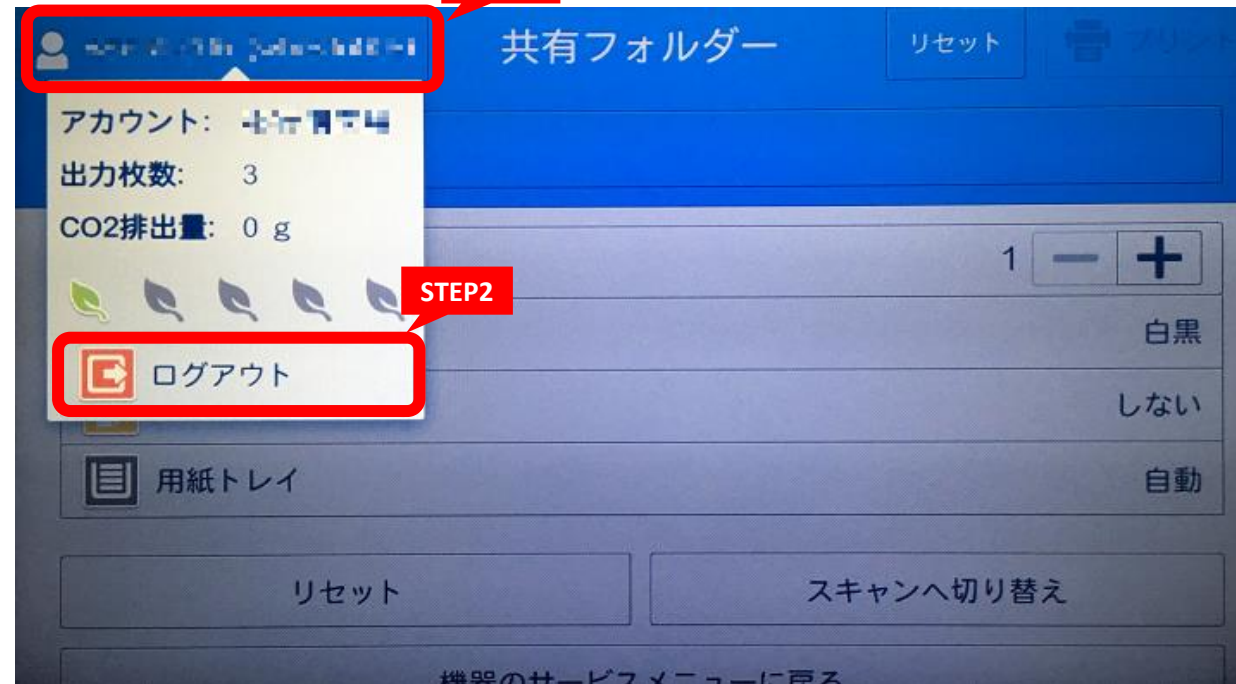 共有フォルダー
リセット
プリント
アカウント:
出力枚数: 3
CO2排出量: 0 g
1
STEP2
白黒
ログアウト
しない
用紙トレイ
自動
リセット
スキャンへ切り替え
機器のサービスメニューに戻る